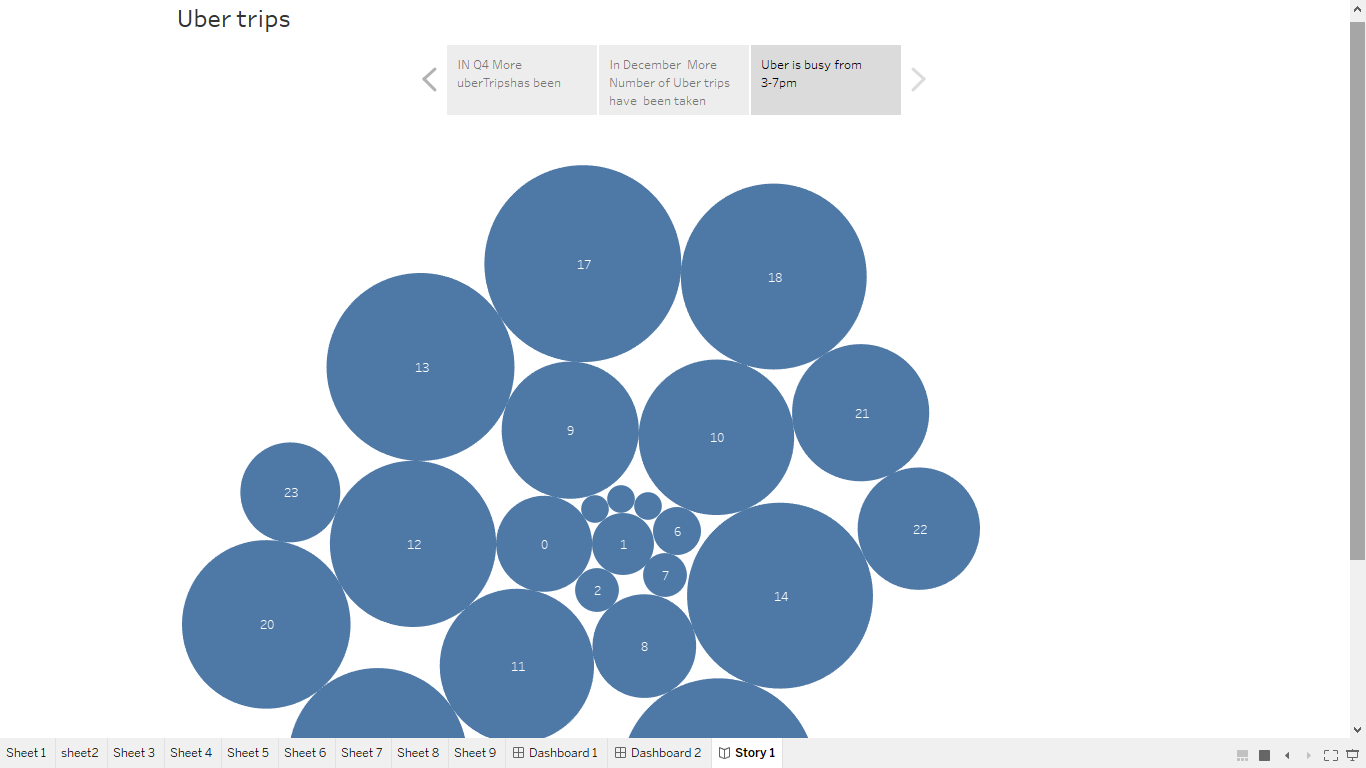 Uber trips
IN Q4 More
uberTripshas been
In December  More
Number of Uber trips
have  been taken
Uber is busy from
3-7pm
17
18
13
21
9
10
23
22
6
12
0
1
7
2
14
20
8
11
Sheet 1
sheet2
Sheet 3
Sheet 4
Sheet 5
Sheet 6
Sheet 7
Sheet 8
Sheet 9
Dashboard 1
Dashboard 2
Story 1